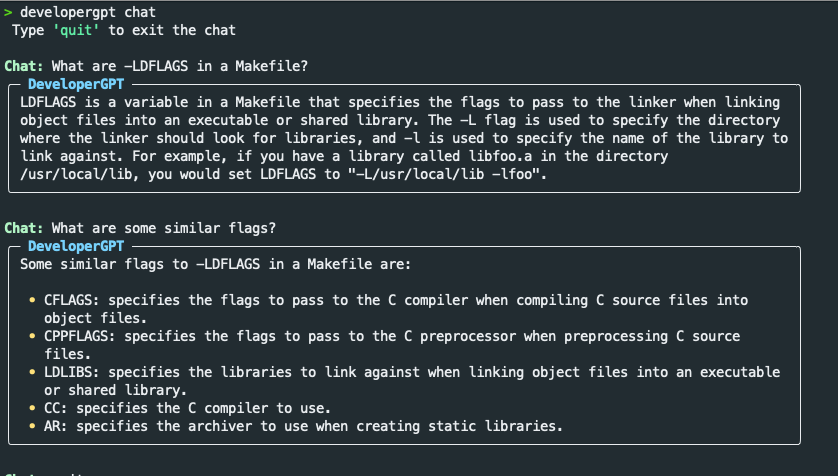 > developergpt chat
Type 'quit' to exit the chat
Chat: What are -LDFLAGS in a Makefile?
DeveloperGPT
LDFLAGS is a variable in a Makefile that specifies the flags to pass to the linker when linking
object files into an executable or shared library. The -L flag is used to specify the directory
where the linker should look for libraries, and -l is used to specify the name of the library to
link against. For example, if you have a library called libfoo.a in the directory
/usr/local/lib, you would set LDFLAGS to "-L/usr/local/lib -lfoo".
Chat: What are some similar flags?
DeveloperGPT
Some similar flags to -LDFLAGS in a Makefile are:
• CFLAGS: specifies the flags to pass to the C compiler when compiling C source files into
object files.
• CPPFLAGS: specifies the flags to pass to the C preprocessor when preprocessing C source
files.
• LDLIBS: specifies the libraries to link against when linking object files into an executable
or shared library.
• CC: specifies the C compiler to use.
• AR: specifies the archiver to use when creating static libraries.